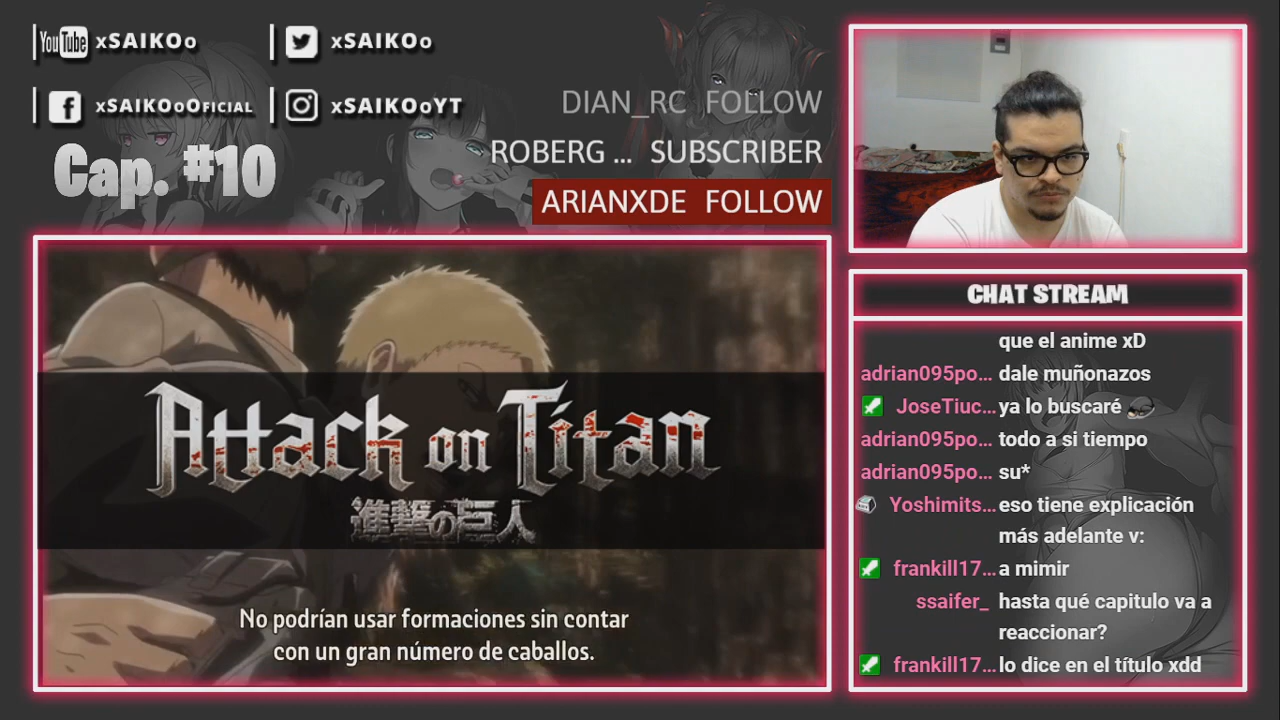 YouTube xSAIKOo
xSAIKOo
xSAIKOoOficial
xSAIKOoYT
Cap. #10
DIAN_RC FOLLOW
ROBERG ... SUBSCRIBER
ARIANXDE FOLLOW
Attack on Titan
進撃の巨人
No podrían usar formaciones sin contar
con un gran número de caballos.
CHAT STREAM
que el anime xD
adrian095po... dale muñonazos
JoseTiuc... ya lo buscaré
adrian095po... todo a si tiempo
adrian095po... su*
Yoshimits... eso tiene explicación
más adelante v:
frankill17... a mimir
ssaifer_ hasta qué capitulo va a
reaccionar?
frankill17... lo dice en el título xdd